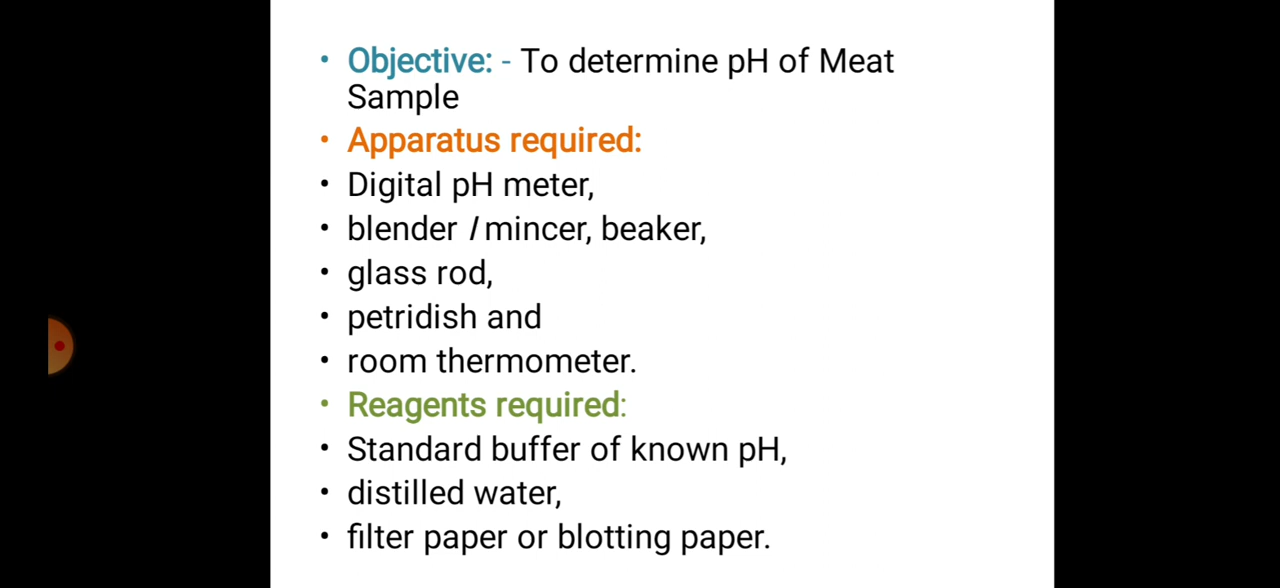 • Objective: - To determine pH of Meat
Sample
• Apparatus required:
• Digital pH meter,
• blender / mincer, beaker,
• glass rod,
• petridish and
• room thermometer.
• Reagents required:
• Standard buffer of known pH,
• distilled water,
• filter paper or blotting paper.